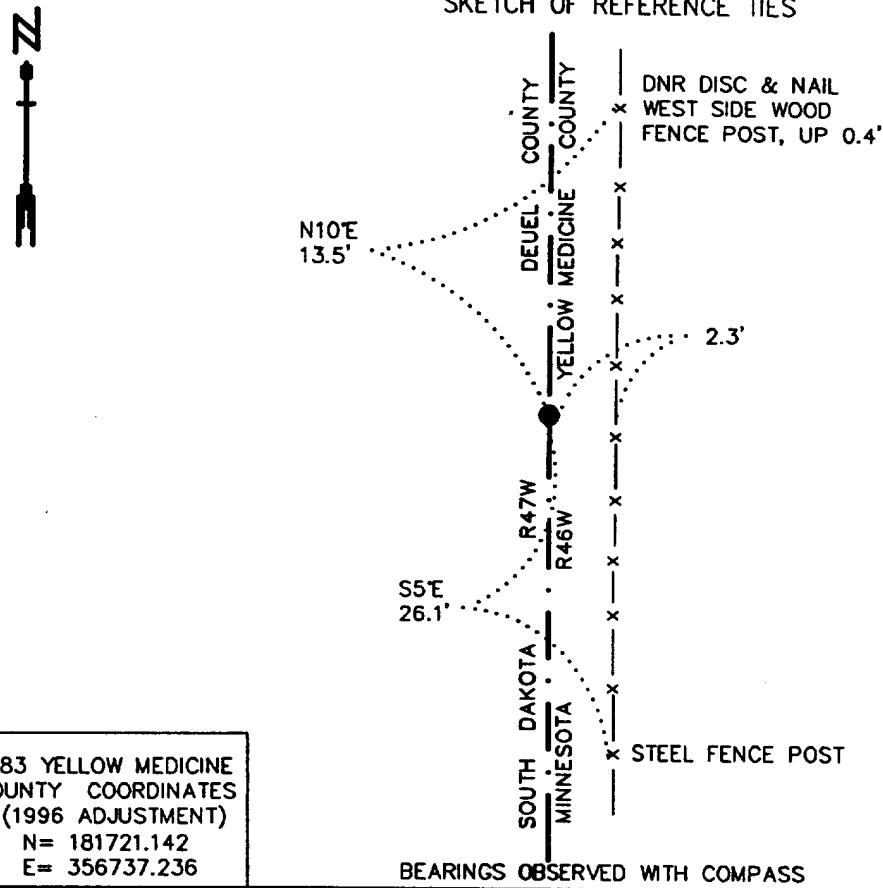 SKETCH OF REFERENCE TIES
N
DNR DISC & NAIL
WEST SIDE WOOD
FENCE POST, UP 0.4'
DEUEL COUNTY
YELLOW MEDICINE COUNTY
N10°E
13.5'
2.3'
R47W
R46W
S5°E
26.1'
SOUTH DAKOTA
MINNESOTA
STEEL FENCE POST
83 YELLOW MEDICINE
OUNTY COORDINATES
(1996 ADJUSTMENT)
N= 181721.142
E= 356737.236
BEARINGS OBSERVED WITH COMPASS